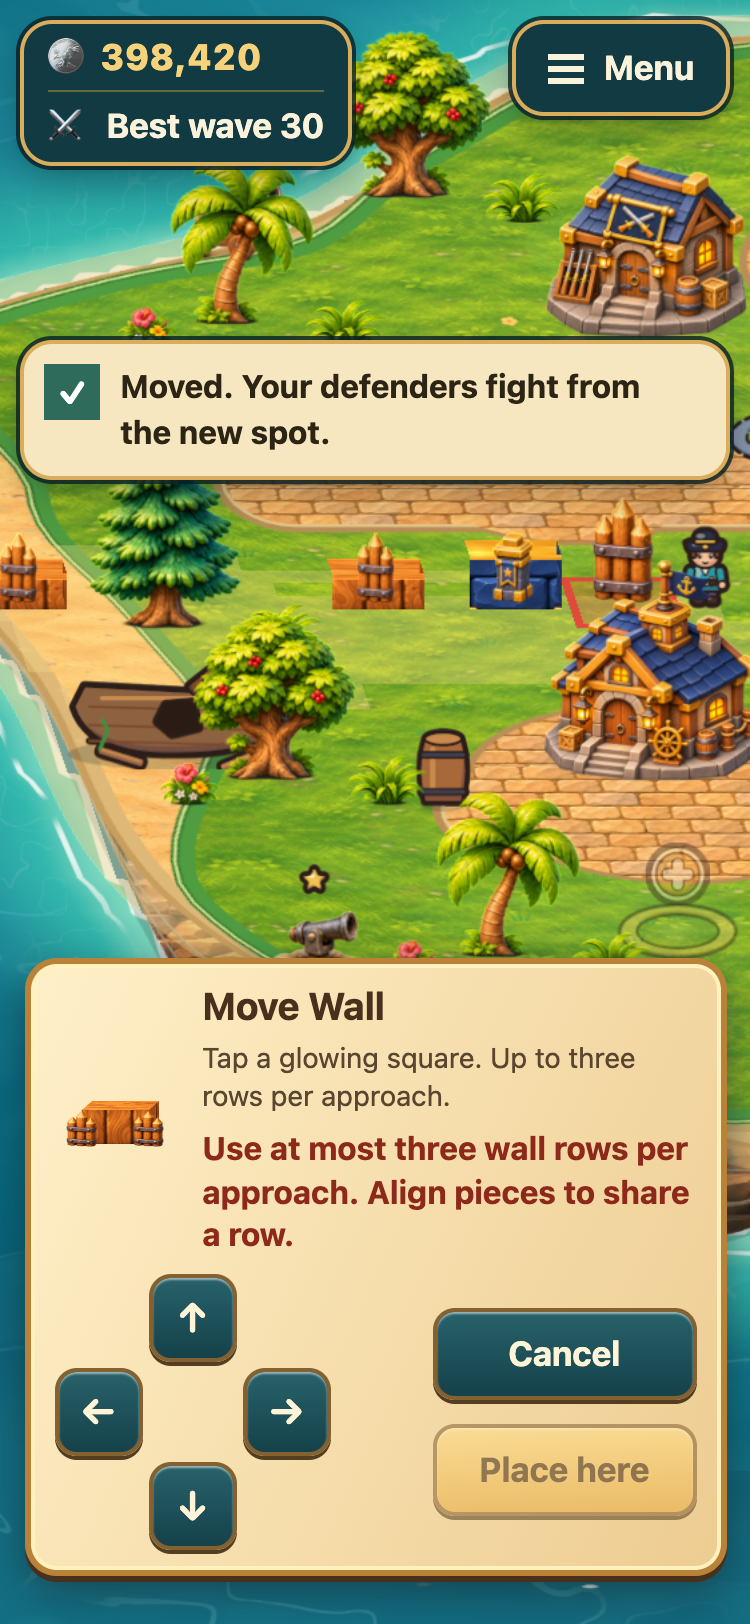 398,420
Best wave 30
Menu
Moved. Your defenders fight from
the new spot.
Move Wall
Tap a glowing square. Up to three
rows per approach.
Use at most three wall rows per
approach. Align pieces to share
a row.
Cancel
Place here